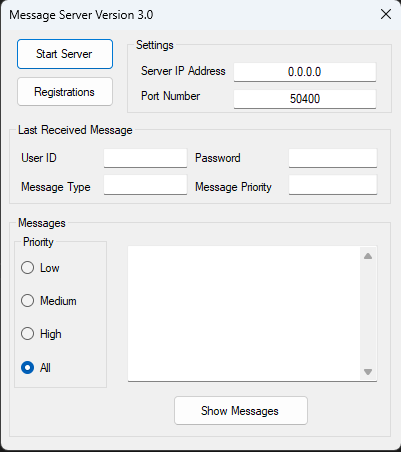 Message Server Version 3.0
Start Server
Registrations
Settings
Server IP Address 0.0.0.0
Port Number 50400
Last Received Message
User ID Password
Message Type Message Priority
Messages
Priority
Low
Medium
High
All
Show Messages